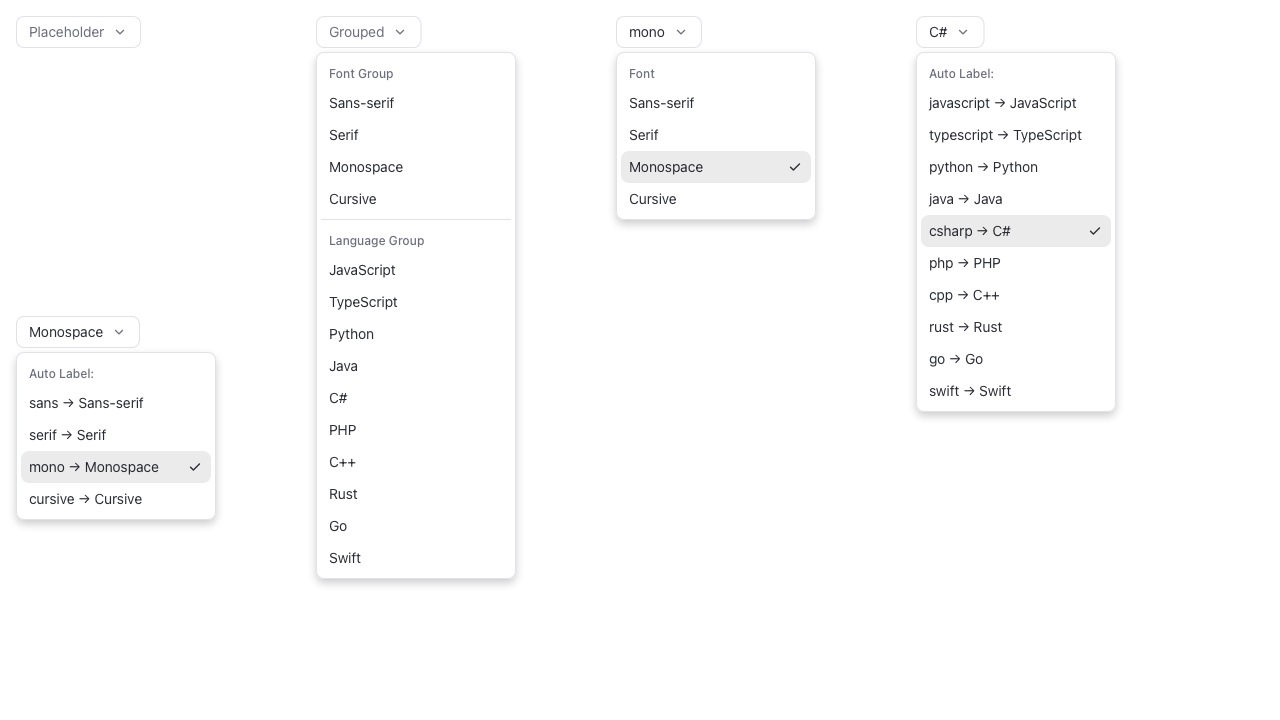 Placeholder
Grouped
Font Group
Sans-serif
Serif
Monospace
Cursive
Language Group
JavaScript
TypeScript
Python
Java
C#
PHP
C++
Rust
Go
Swift
mono
Font
Sans-serif
Serif
Monospace
Cursive
C#
Auto Label:
javascript → JavaScript
typescript → TypeScript
python → Python
java → Java
csharp → C#
php → PHP
cpp → C++
rust → Rust
go → Go
swift → Swift
Monospace
Auto Label:
sans → Sans-serif
serif → Serif
mono → Monospace
cursive → Cursive